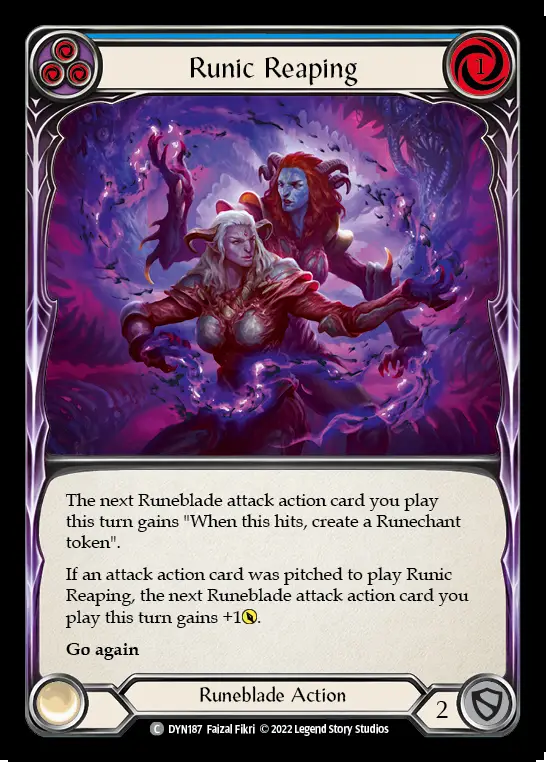 Runic Reaping
1
The next Runeblade attack action card you play
this turn gains "When this hits, create a Runechant
token".
If an attack action card was pitched to play Runic
Reaping, the next Runeblade attack action card you
play this turn gains +1.
Go again
Runeblade Action
2
C DYN187 Faizal Fikri © 2022 Legend Story Studios